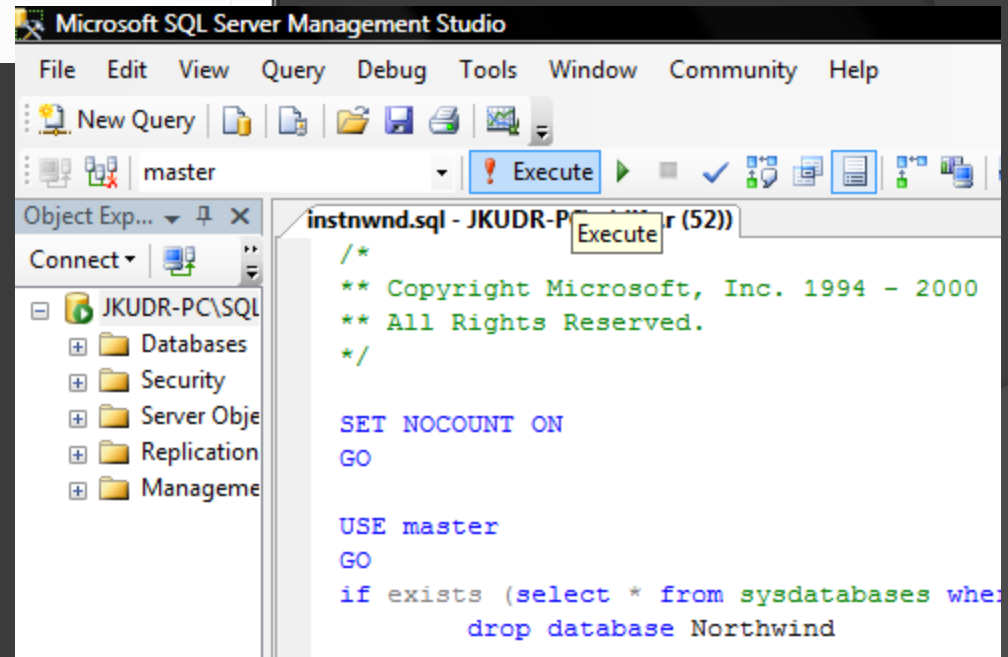 Microsoft SQL Server Management Studio
File Edit View Query Debug Tools Window Community Help
New Query
master Execute
Object Exp...
instnwnd.sql - JKUDR-P r (52))
Execute
Connect
JKUDR-PC\SQL
Databases
Security
Server Obje
Replication
Manageme
/*
** Copyright Microsoft, Inc. 1994 - 2000
** All Rights Reserved.
*/
SET NOCOUNT ON
GO
USE master
GO
if exists (select * from sysdatabases wher
drop database Northwind